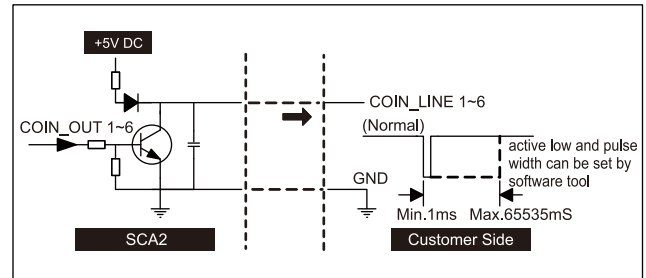 +5V DC
COIN_OUT 1~6
COIN_LINE 1~6
(Normal)
active low and pulse
width can be set by
software tool
GND
Min.1ms Max.65535mS
SCA2
Customer Side